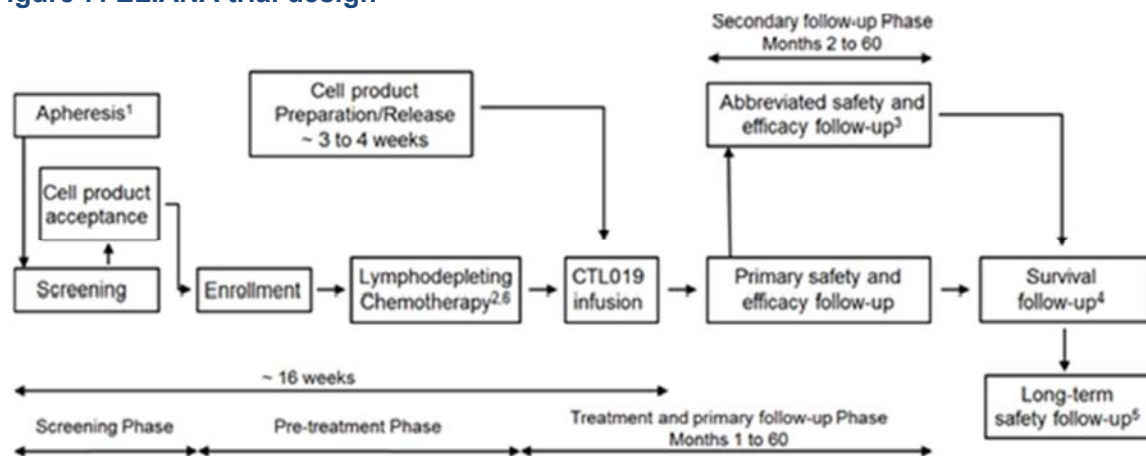 Secondary follow-up Phase
Months 2 to 60
Apheresis1
Cell product
Preparation/Release
~ 3 to 4 weeks
Abbreviated safety and
efficacy follow-up3
Cell product
acceptance
Screening
Enrollment
Lymphodepleting
Chemotherapy2,6
CTL019
infusion
Primary safety and
efficacy follow-up
Survival
follow-up4
~ 16 weeks
Long-term
safety follow-up5
Screening Phase
Pre-treatment Phase
Treatment and primary follow-up Phase
Months 1 to 60